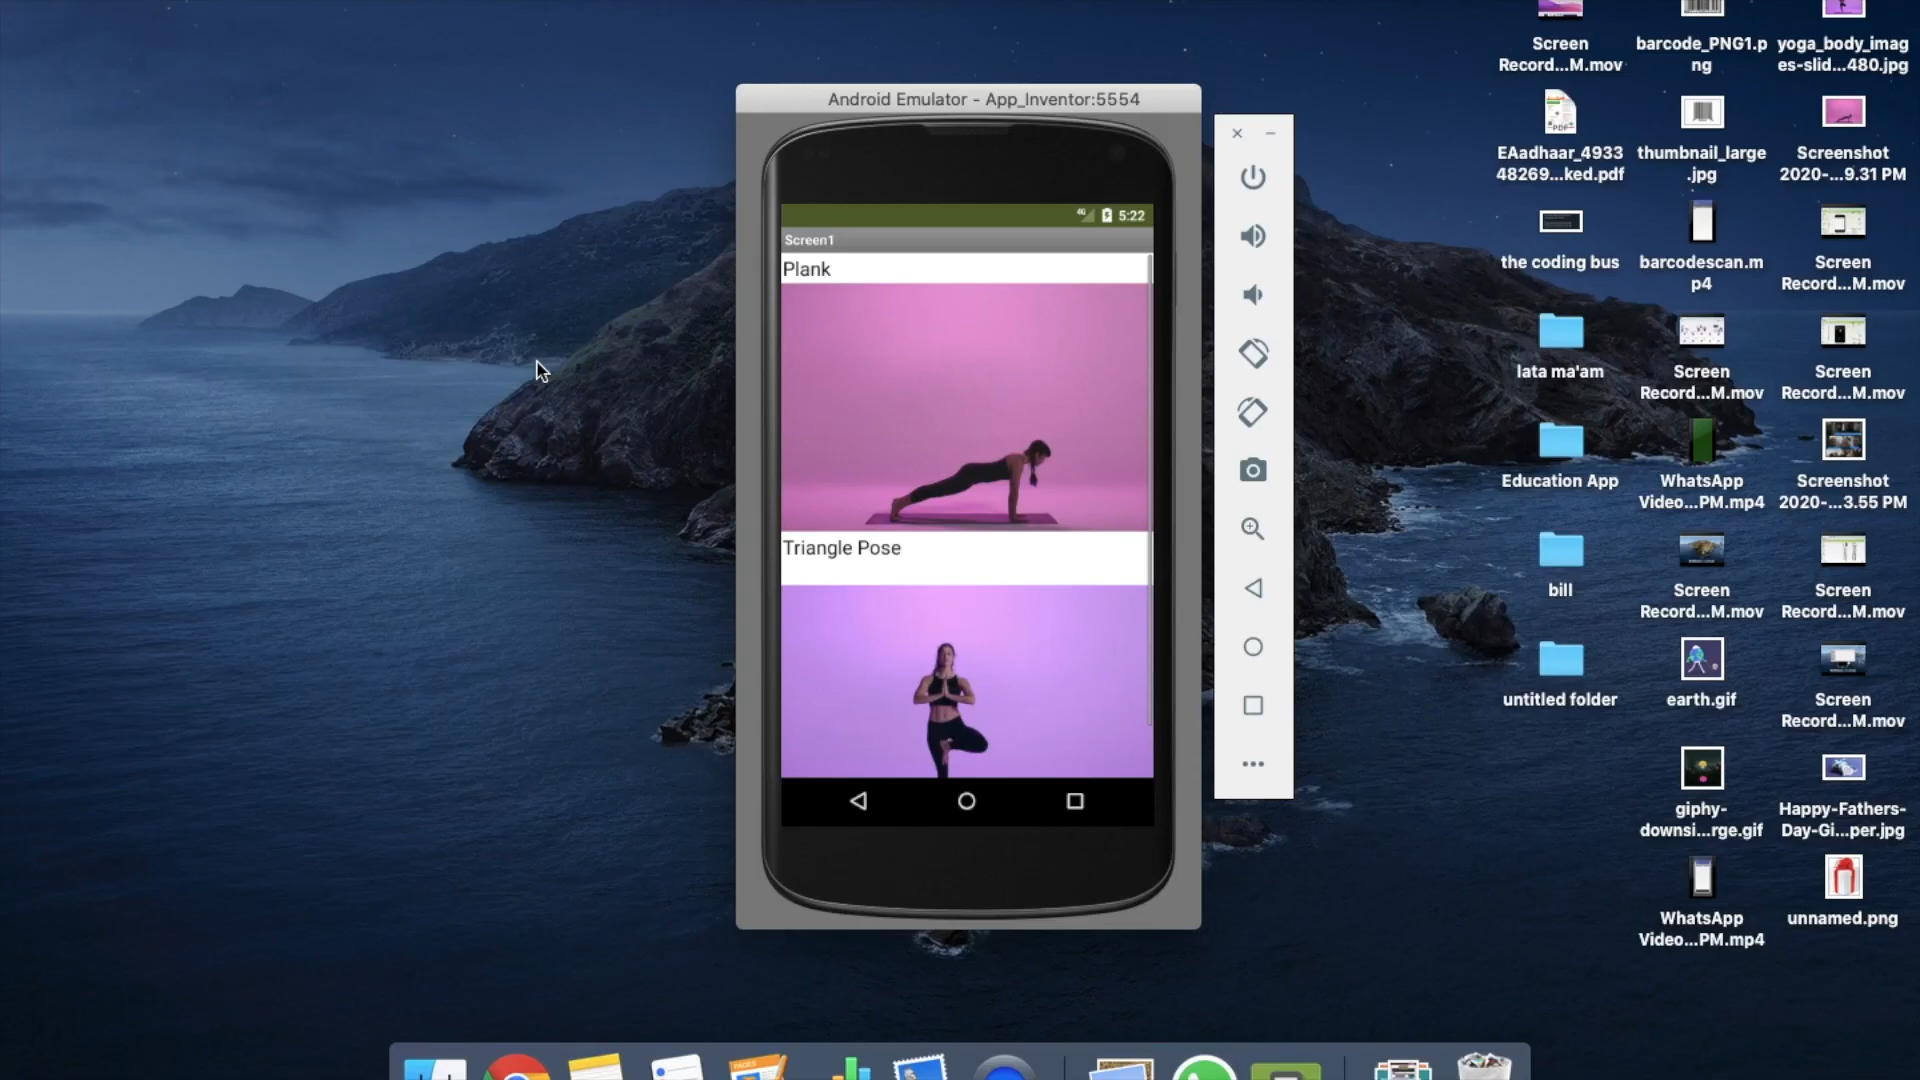 Android Emulator - App_Inventor:5554
5:22
Screen1
Plank
Triangle Pose
Screen
Record...M.mov
barcode_PNG1.p
ng
yoga_body_imag
es-slid...480.jpg
EAadhaar_4933
48269...ked.pdf
thumbnail_large
.jpg
Screenshot
2020-...9.31 PM
the coding bus
barcodescan.m
p4
Screen
Record...M.mov
lata ma'am
Screen
Record...M.mov
Screen
Record...M.mov
Education App
WhatsApp
Video...PM.mp4
Screenshot
2020-...3.55 PM
bill
Screen
Record...M.mov
Screen
Record...M.mov
untitled folder
earth.gif
Screen
Record...M.mov
giphy-
downsi...rge.gif
Happy-Fathers-
Day-Gi...per.jpg
WhatsApp
Video...PM.mp4
unnamed.png
PAGES